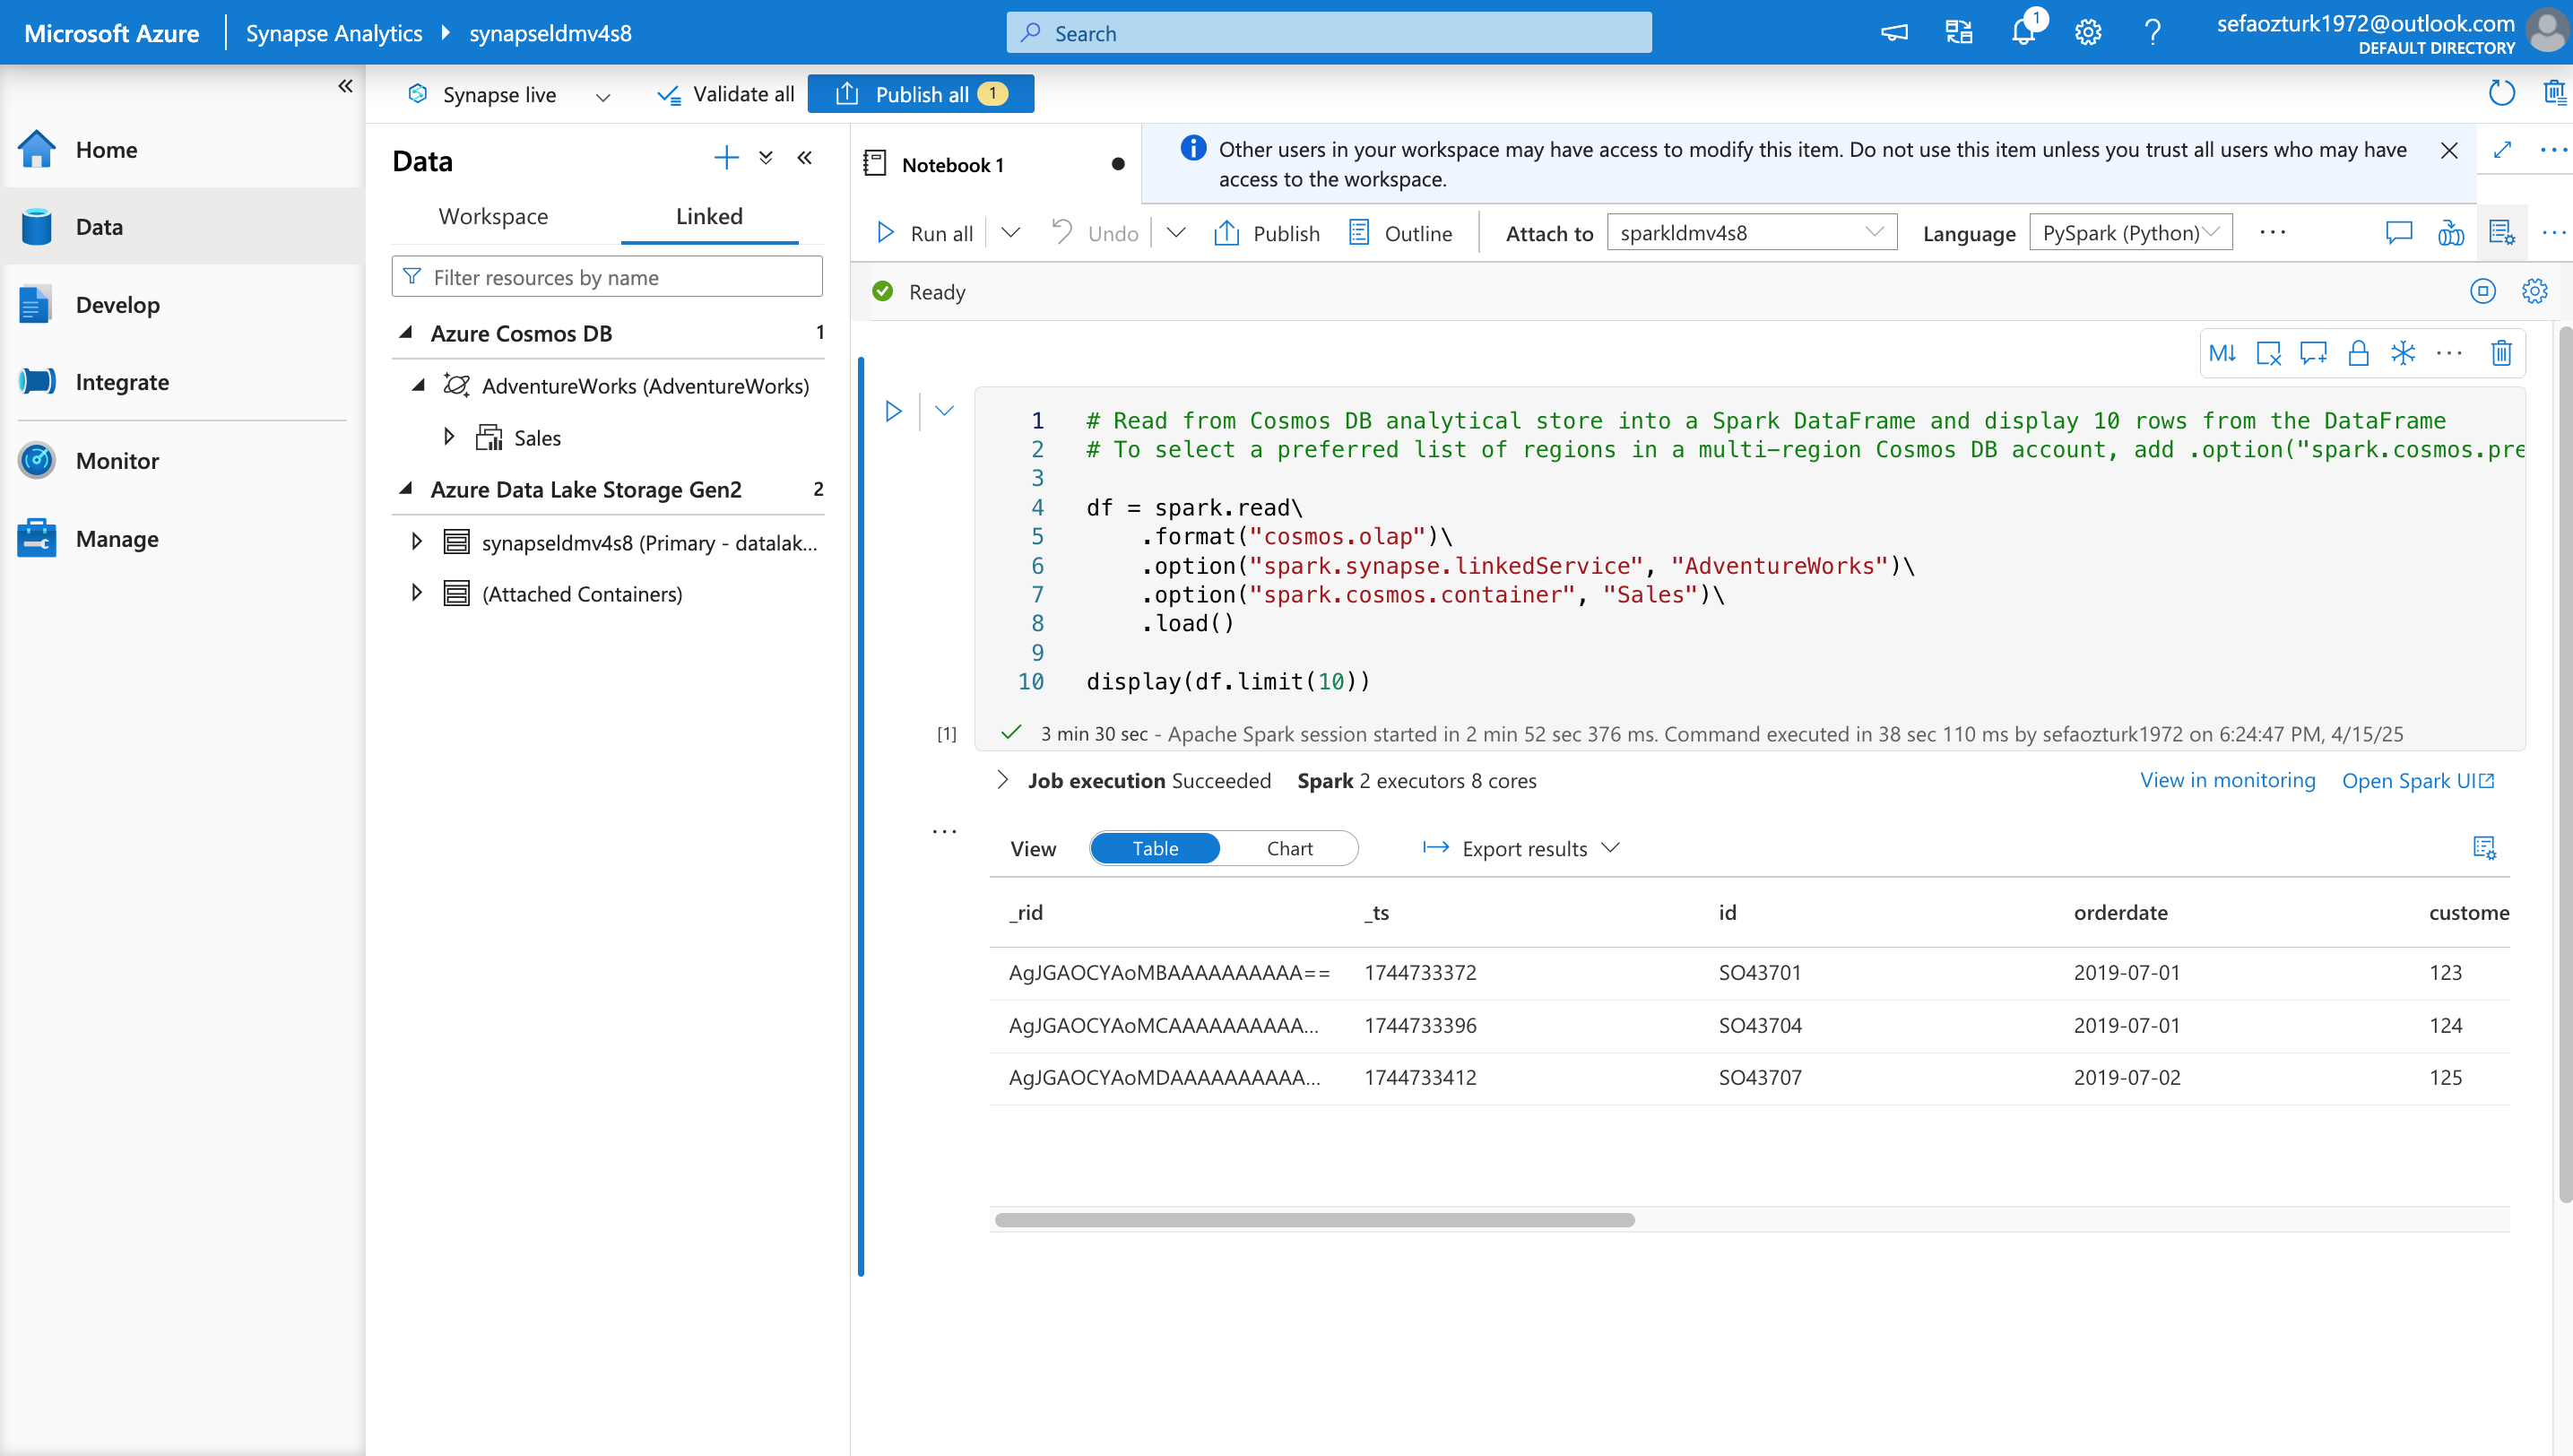 Microsoft Azure
Synapse Analytics
synapseldmv4s8
Search
1
sefaozturk1972@outlook.com
DEFAULT DIRECTORY
Synapse live
Validate all
Publish all 1
Home
Data
Develop
Integrate
Monitor
Manage
Data
Workspace
Linked
Filter resources by name
Azure Cosmos DB 1
AdventureWorks (AdventureWorks)
Sales
Azure Data Lake Storage Gen2 2
synapseldmv4s8 (Primary - datalak...
(Attached Containers)
Notebook 1
Other users in your workspace may have access to modify this item. Do not use this item unless you trust all users who may have
access to the workspace.
Run all
Undo
Publish
Outline
Attach to sparkldmv4s8
Language PySpark (Python)
Ready
M↓
1 # Read from Cosmos DB analytical store into a Spark DataFrame and display 10 rows from the DataFrame
2 # To select a preferred list of regions in a multi-region Cosmos DB account, add .option("spark.cosmos.pre
3
4 df = spark.read\
5     .format("cosmos.olap")\
6     .option("spark.synapse.linkedService", "AdventureWorks")\
7     .option("spark.cosmos.container", "Sales")\
8     .load()
9
10 display(df.limit(10))
[1] 3 min 30 sec - Apache Spark session started in 2 min 52 sec 376 ms. Command executed in 38 sec 110 ms by sefaozturk1972 on 6:24:47 PM, 4/15/25
Job execution Succeeded Spark 2 executors 8 cores View in monitoring Open Spark UI
View Table Chart Export results
_rid _ts id orderdate custome
AgJGAOCYAoMBAAAAAAAAAA== 1744733372 SO43701 2019-07-01 123
AgJGAOCYAoMCAAAAAAAAAA... 1744733396 SO43704 2019-07-01 124
AgJGAOCYAoMDAAAAAAAAAA... 1744733412 SO43707 2019-07-02 125